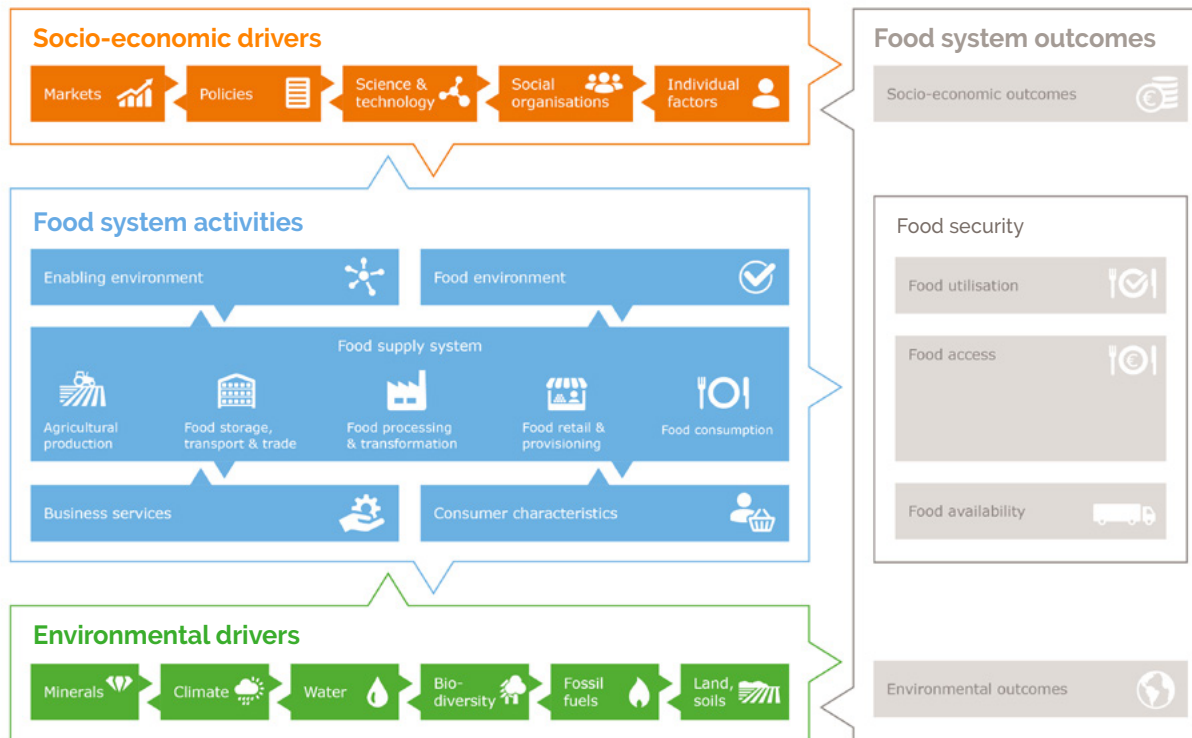 Socio-economic drivers
Markets
Policies
Science &
technology
Social
organisations
Individual
factors
Food system activities
Enabling environment
Food environment
Food supply system
Agricultural
production
Food storage,
transport & trade
Food processing
& transformation
Food retail &
provisioning
Food consumption
Business services
Consumer characteristics
Environmental drivers
Minerals
Climate
Water
Bio-
diversity
Fossil
fuels
Land,
soils
Food system outcomes
Socio-economic outcomes
€
Food security
Food utilisation
Food access
€
Food availability
Environmental outcomes